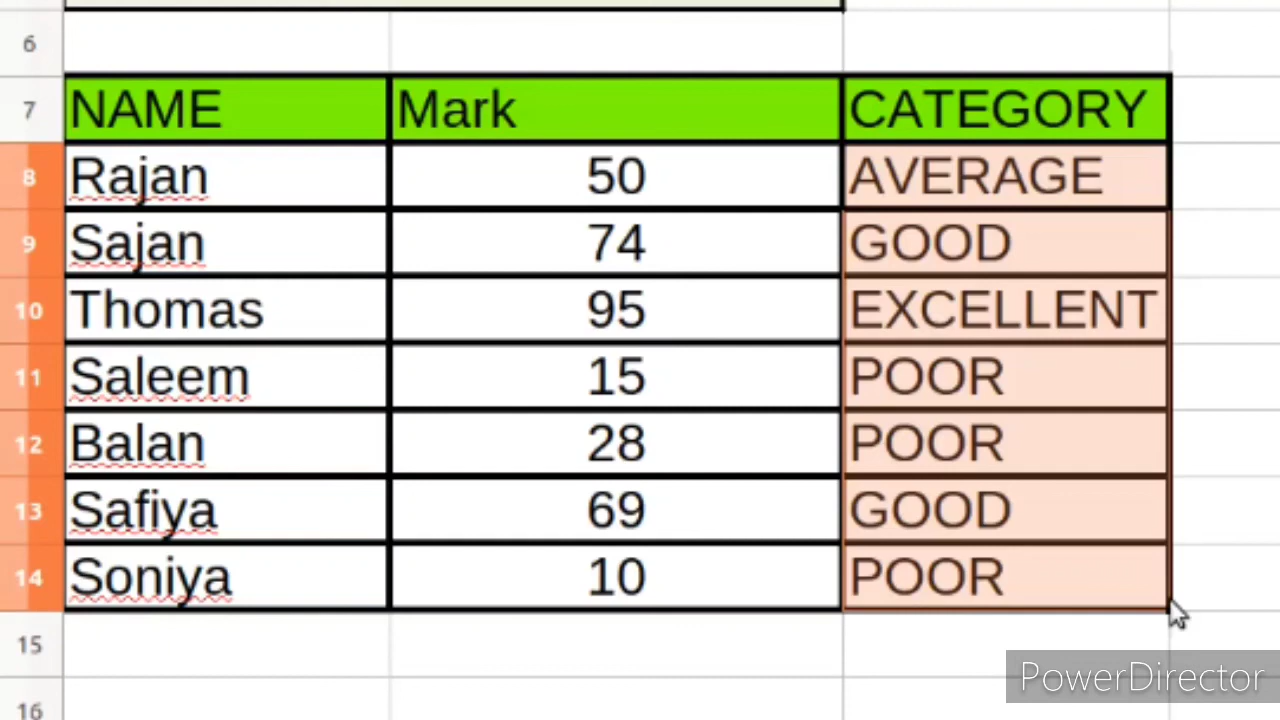 6
7 NAME Mark CATEGORY
8 Rajan 50 AVERAGE
9 Sajan 74 GOOD
10 Thomas 95 EXCELLENT
11 Saleem 15 POOR
12 Balan 28 POOR
13 Safiya 69 GOOD
14 Soniya 10 POOR
15
16
PowerDirector